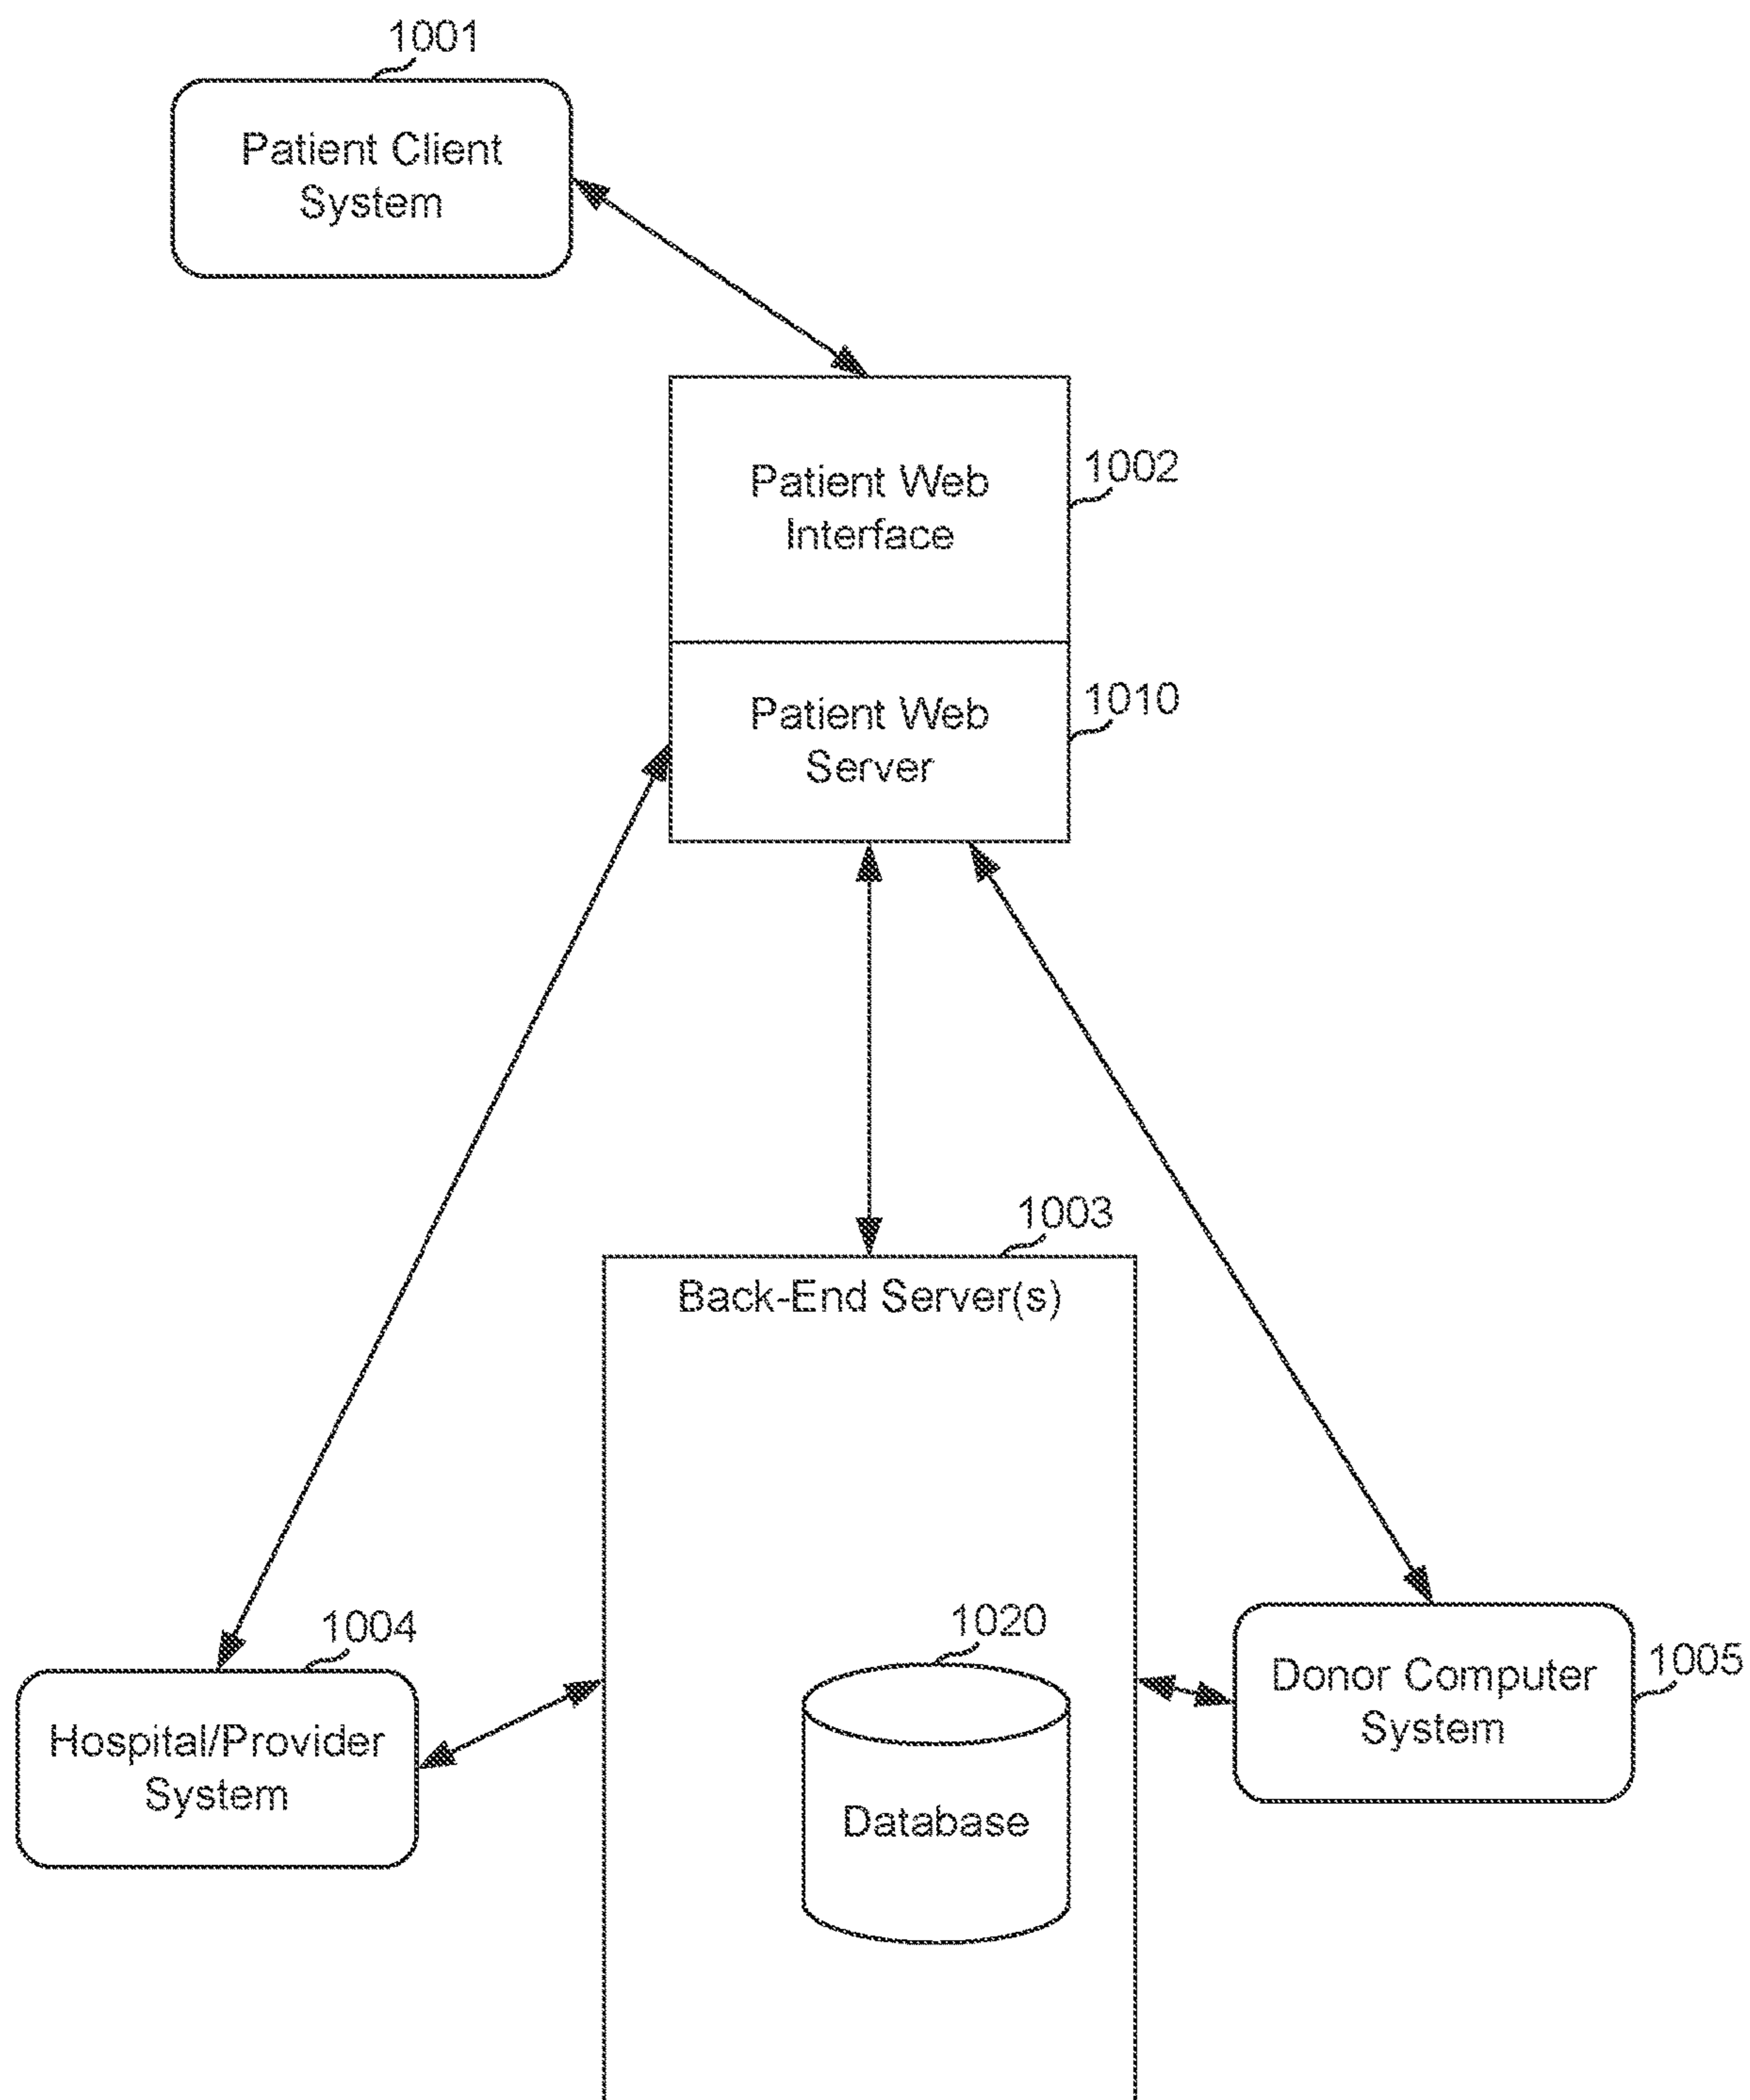 1001
Patient Client
System
Patient Web
Interface
1002
Patient Web
Server
1010
1003
Back-End Server(s)
1004
Hospital/Provider
System
1020
Database
Donor Computer
System
1005